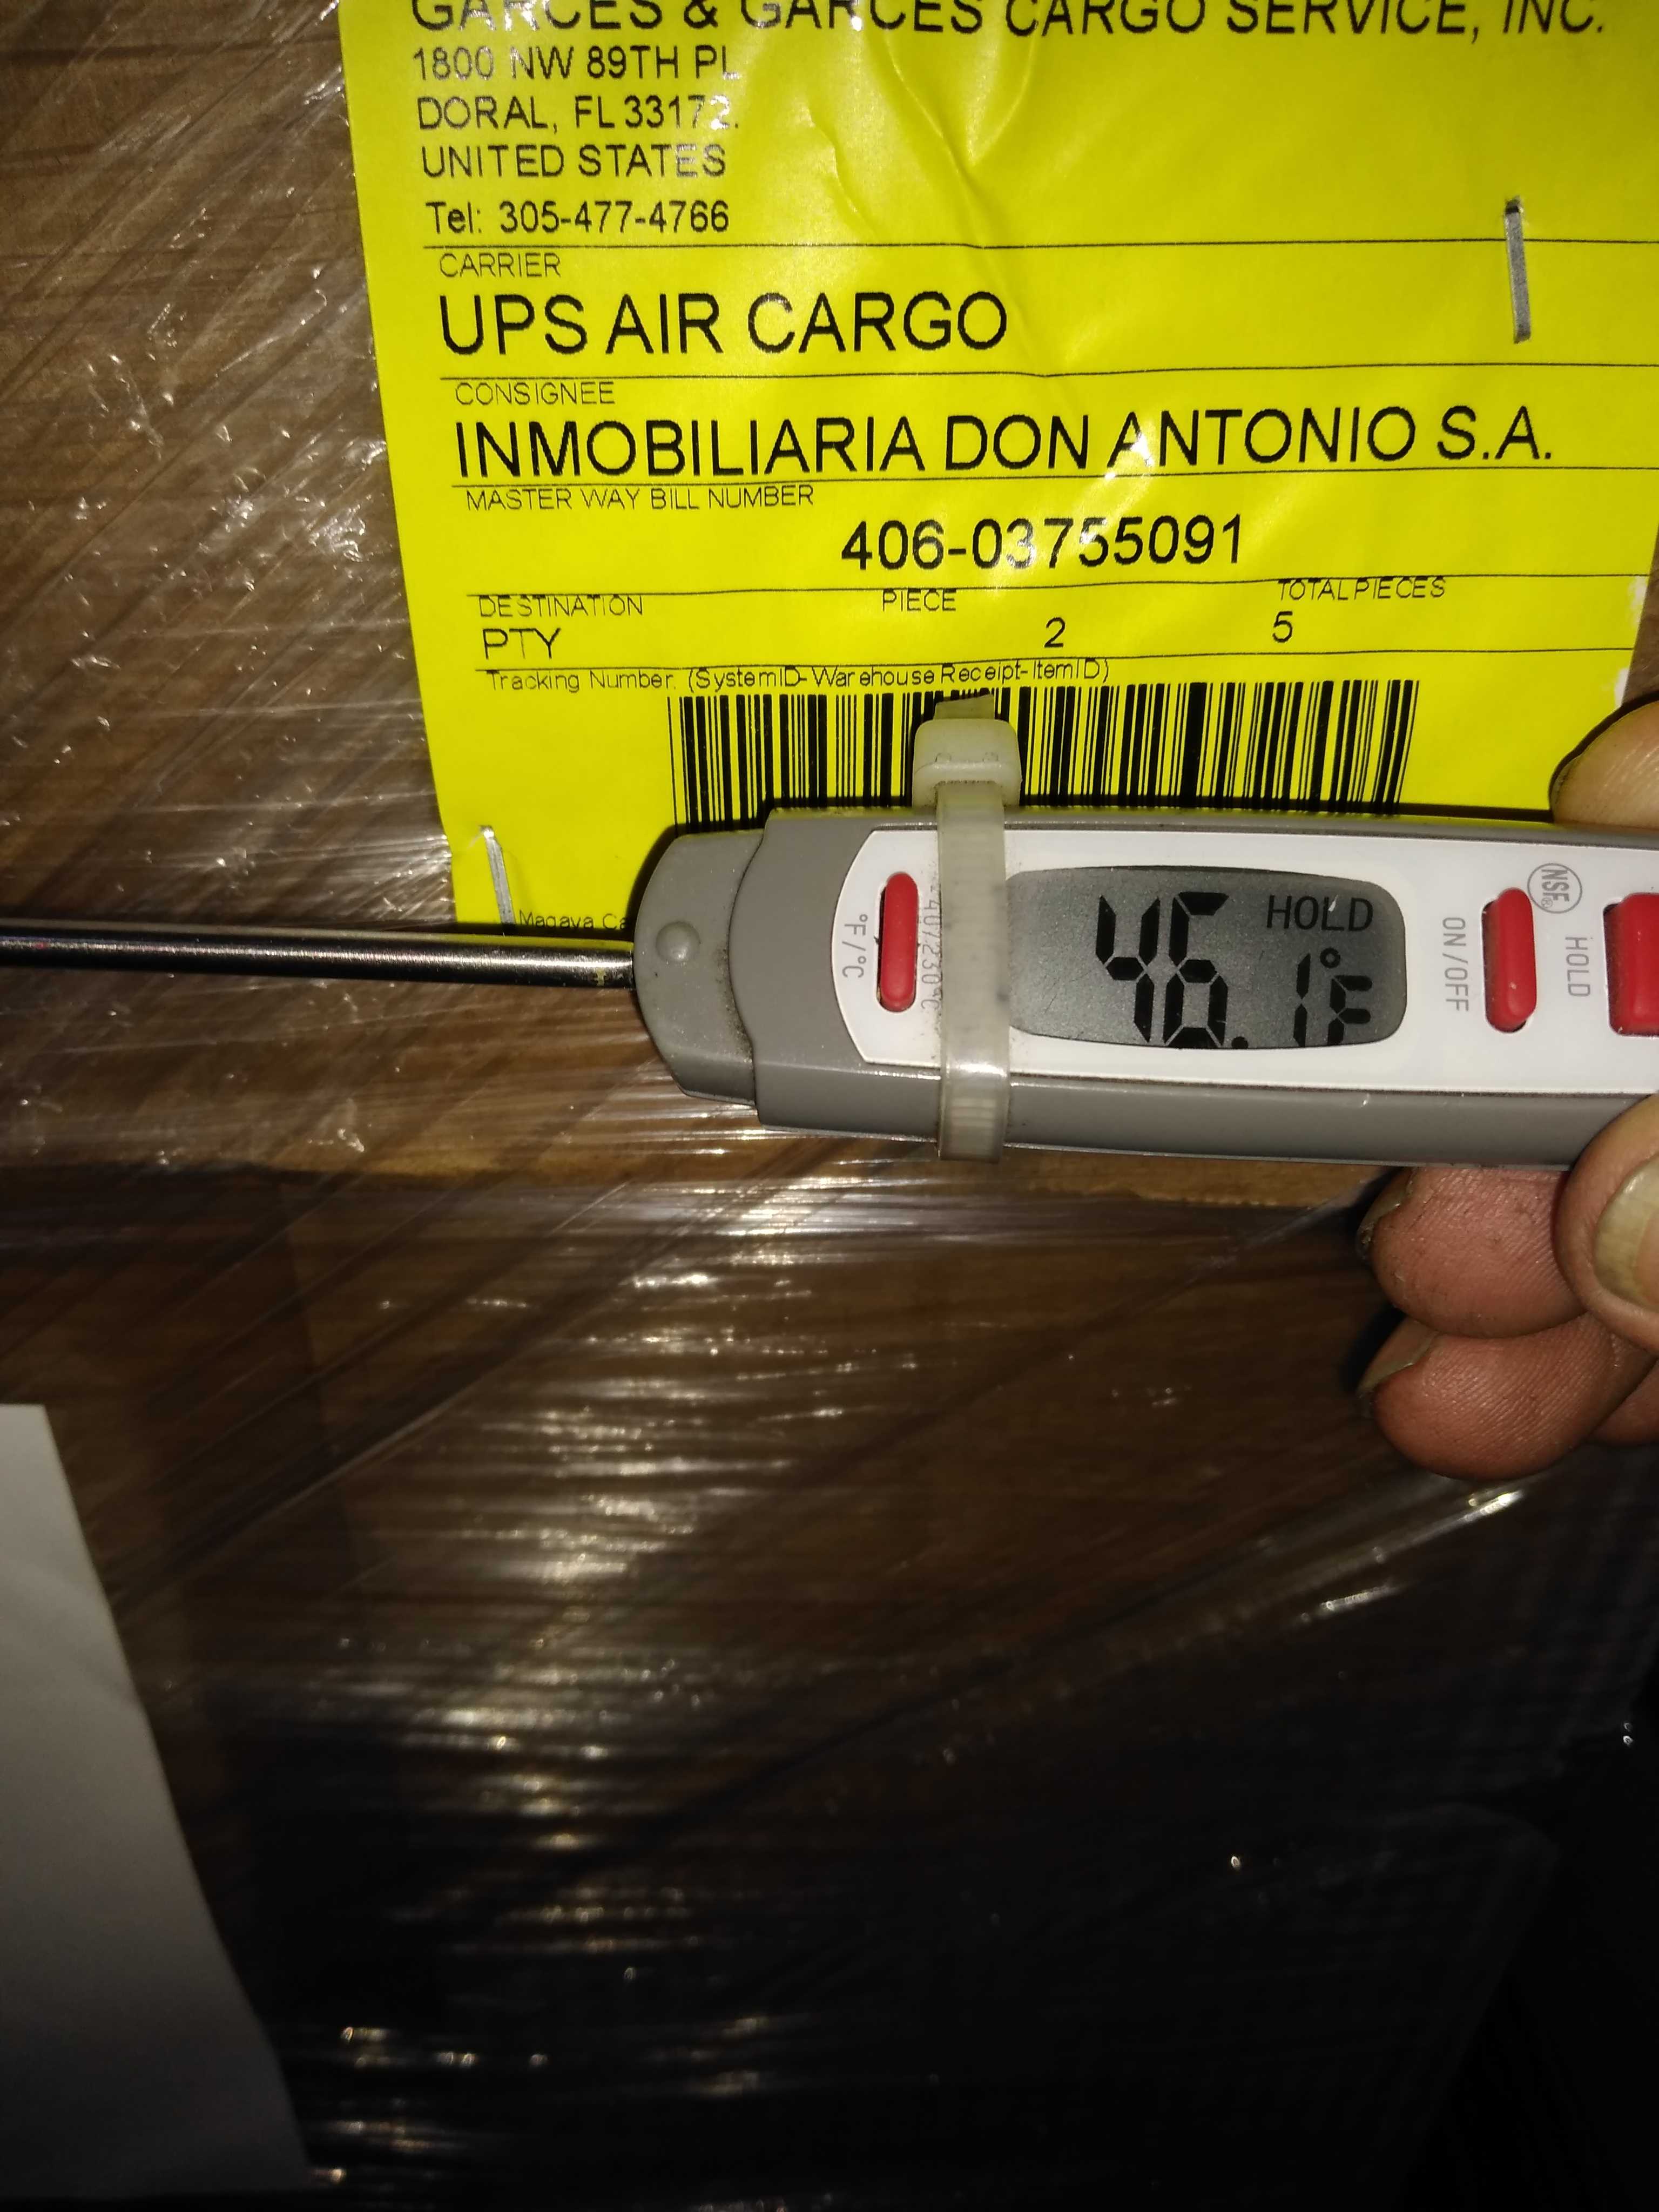 GARCES & GARCES CARGO SERVICE, INC.
1800 NW 89TH PL
DORAL, FL 33172.
UNITED STATES
Tel: 305-477-4766
CARRIER
UPS AIR CARGO
CONSIGNEE
INMOBILIARIA DON ANTONIO S.A.
MASTER WAY BILL NUMBER
406-03755091
DESTINATION PIECE TOTAL PIECES
PTY 2 5
Tracking Number. (SystemID-Warehouse Receipt-ItemID)
Magaya
°F/°C
HOLD
46.1°F
ON/OFF
NSF®
HOLD